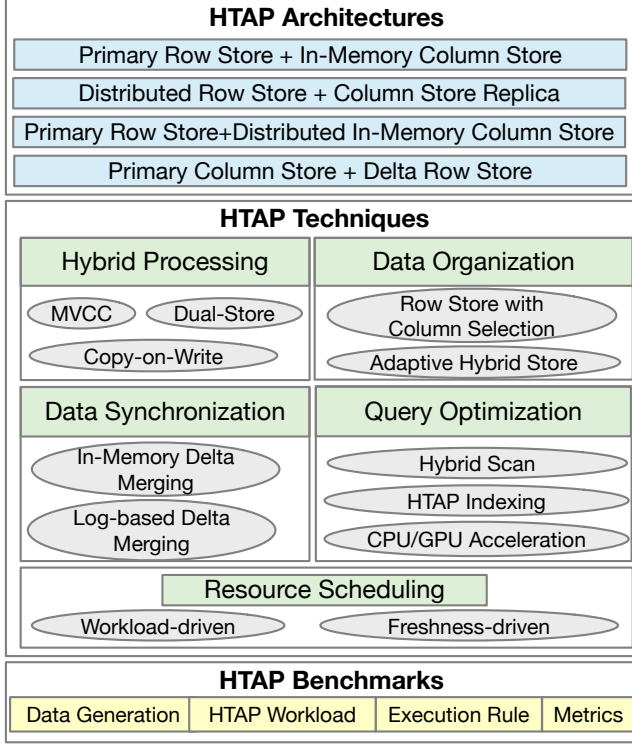 HTAP Architectures
Primary Row Store + In-Memory Column Store
Distributed Row Store + Column Store Replica
Primary Row Store+Distributed In-Memory Column Store
Primary Column Store + Delta Row Store
HTAP Techniques
Hybrid Processing
MVCC
Dual-Store
Copy-on-Write
Data Organization
Row Store with
Column Selection
Adaptive Hybrid Store
Data Synchronization
In-Memory Delta
Merging
Log-based Delta
Merging
Query Optimization
Hybrid Scan
HTAP Indexing
CPU/GPU Acceleration
Resource Scheduling
Workload-driven
Freshness-driven
HTAP Benchmarks
Data Generation
HTAP Workload
Execution Rule
Metrics